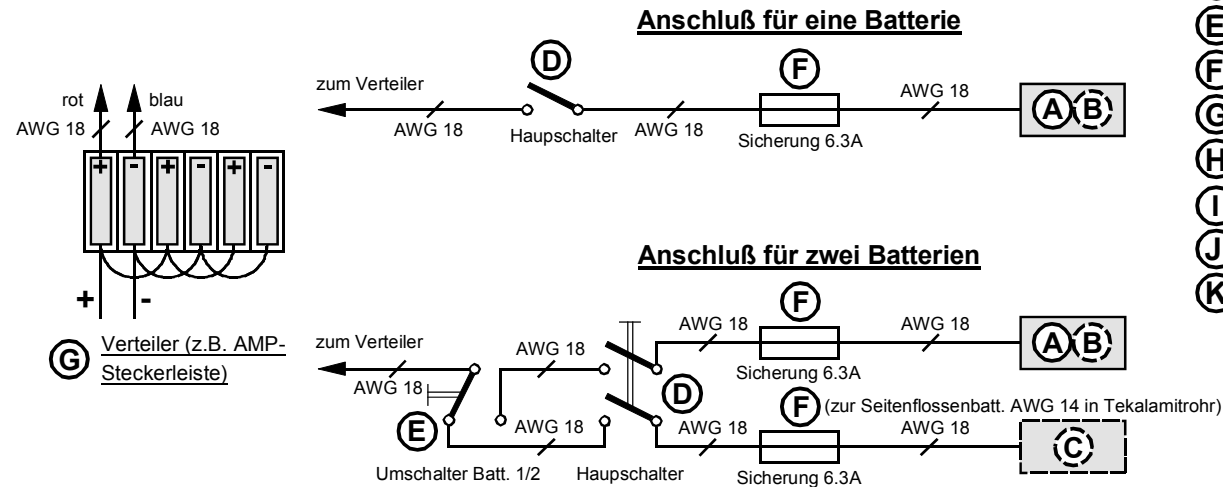 Anschluß für eine Batterie
D
F
zum Verteiler
AWG 18
AWG 18
AWG 18
A B
Haupschalter
Sicherung 6.3A
rot
blau
AWG 18
AWG 18
+ - + - + -
+ -
G
Verteiler (z.B. AMP-
Steckerleiste)
Anschluß für zwei Batterien
F
zum Verteiler
AWG 18
AWG 18
AWG 18
AWG 18
A B
Sicherung 6.3A
D
F (zur Seitenflossenbatt. AWG 14 in Tekalamitrohr)
E
AWG 18
AWG 18
AWG 18
C
Umschalter Batt. 1/2
Haupschalter
Sicherung 6.3A
E
F
G
H
I
J
K